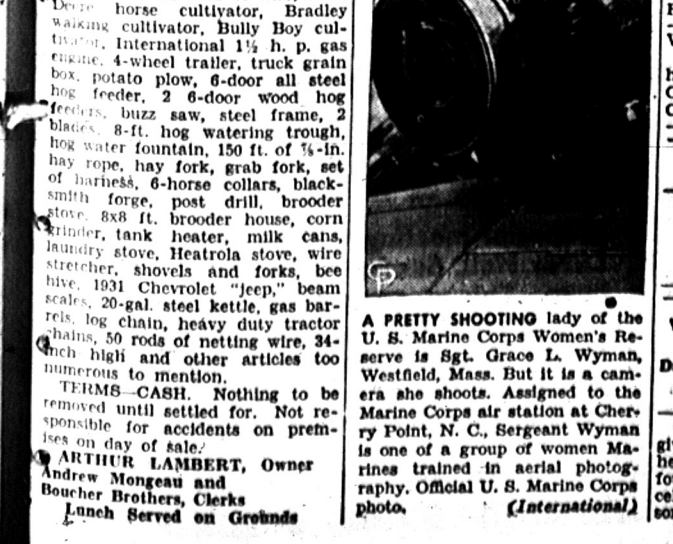 Deere horse cultivator, Bradley
walking cultivator, Bully Boy cul-
tivator, International 1½ h. p. gas
engine, 4-wheel trailer, truck grain
box, potato plow, 6-door all steel
hog feeder, 2 6-door wood hog
feeders, buzz saw, steel frame, 2
blades, 8-ft. hog watering trough,
hog water fountain, 150 ft. of ⅞-in.
hay rope, hay fork, grab fork, set
of harness, 6-horse collars, black-
smith forge, post drill, brooder
stove, 8x8 ft. brooder house, corn
grinder, tank heater, milk cans,
laundry stove, Heatrola stove, wire
stretcher, shovels and forks, bee
hive, 1931 Chevrolet "jeep," beam
scales, 20-gal. steel kettle, gas bar-
rels, log chain, heavy duty tractor
chains, 50 rods of netting wire, 34-
inch high and other articles too
numerous to mention.
TERMS—CASH. Nothing to be
removed until settled for. Not re-
sponsible for accidents on prem-
ises on day of sale.
ARTHUR LAMBERT, Owner
Andrew Mongeau and
Boucher Brothers, Clerks
Lunch Served on Grounds
CP
A PRETTY SHOOTING lady of the
U. S. Marine Corps Women's Re-
serve is Sgt. Grace L. Wyman,
Westfield, Mass. But it is a cam-
era she shoots. Assigned to the
Marine Corps air station at Cher-
ry Point, N. C., Sergeant Wyman
is one of a group of women Ma-
rines trained in aerial photog-
raphy. Official U. S. Marine Corps
photo. (International)